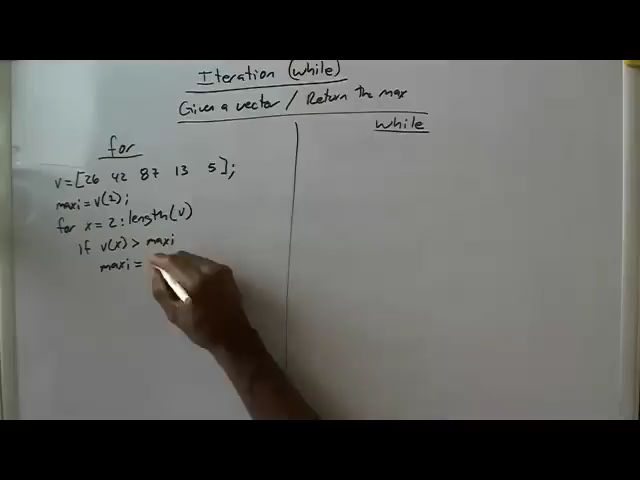 Iteration (while)
Given a vector / Return the max
for
v = [26 42 87 13 5];
maxi = v(1);
for x = 2:length(v)
if v(x) > maxi
maxi =
while